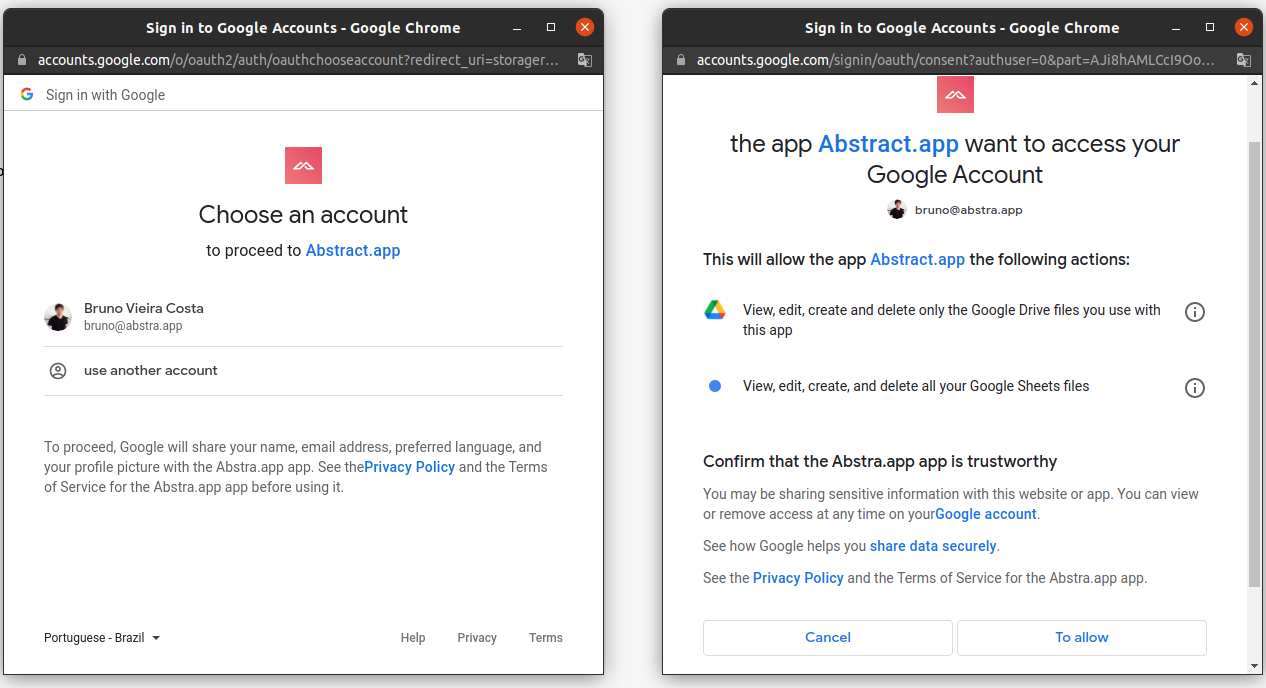 Sign in to Google Accounts - Google Chrome
accounts.google.com/o/oauth2/auth/oauthchooseaccount?redirect_uri=storager...
Sign in with Google
Choose an account
to proceed to Abstract.app
Bruno Vieira Costa
bruno@abstra.app
use another account
To proceed, Google will share your name, email address, preferred language, and
your profile picture with the Abstra.app app. See thePrivacy Policy and the Terms
of Service for the Abstra.app app before using it.
Portuguese - Brazil
Help Privacy Terms
Sign in to Google Accounts - Google Chrome
accounts.google.com/signin/oauth/consent?authuser=0&part=AJi8hAMLCcI9Oo...
the app Abstract.app want to access your
Google Account
bruno@abstra.app
This will allow the app Abstract.app the following actions:
View, edit, create and delete only the Google Drive files you use with
this app
View, edit, create, and delete all your Google Sheets files
Confirm that the Abstra.app app is trustworthy
You may be sharing sensitive information with this website or app. You can view
or remove access at any time on yourGoogle account.
See how Google helps you share data securely.
See the Privacy Policy and the Terms of Service for the Abstra.app app.
Cancel
To allow